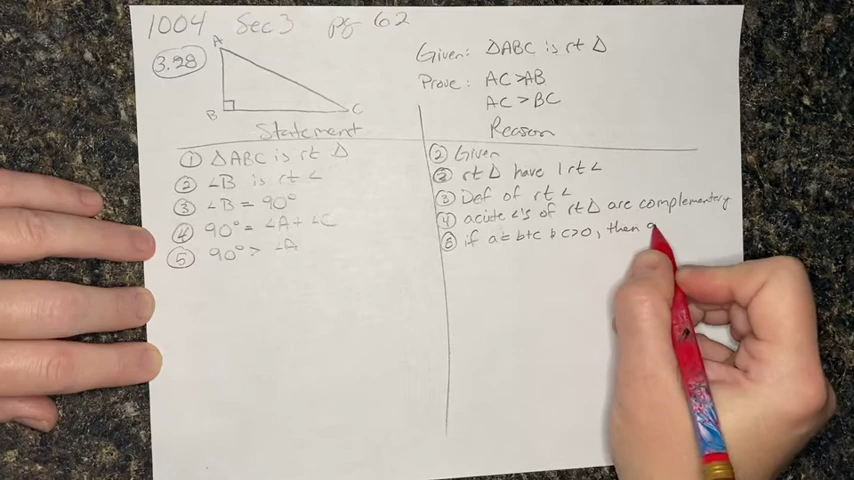 1004 Sec 3 pg 62
3.28
A
B
C
Given: △ABC is rt △
Prove: AC > AB
AC > BC
Statement
Reason
① △ABC is rt △
② ∠B is rt ∠
③ ∠B = 90°
④ 90° = ∠A + ∠C
⑤ 90° > ∠A
② Given
② rt △ have 1 rt ∠
③ Def of rt ∠
④ acute ∠'s of rt △ are complementery
⑤ if a = b+c & c>0, then a